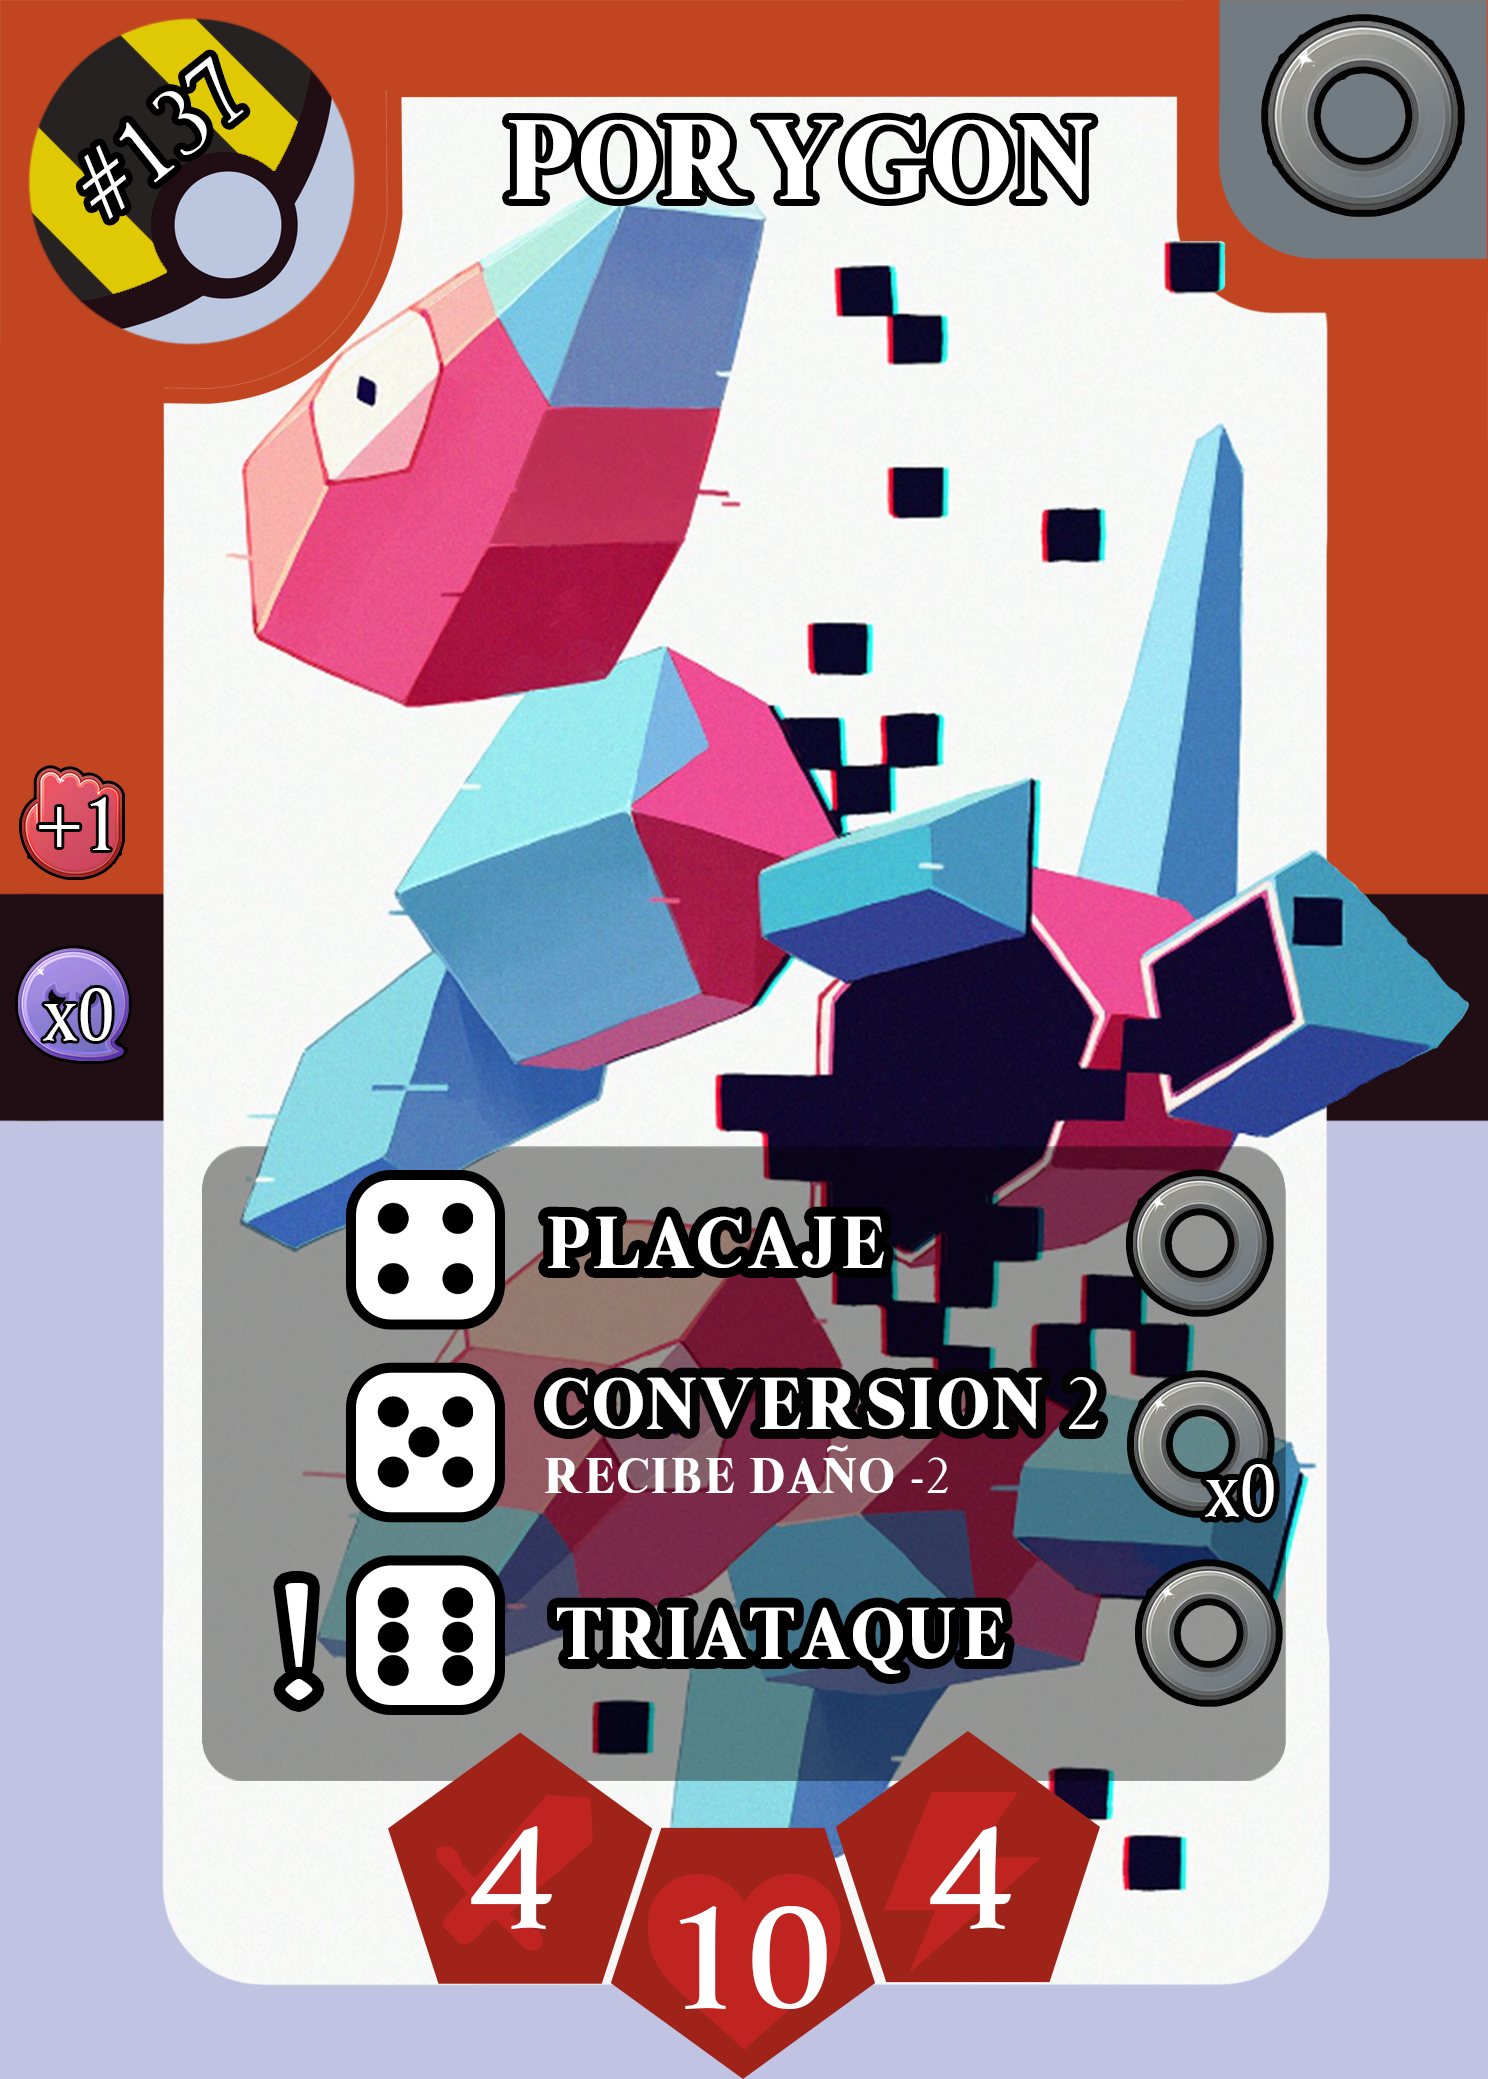 #137
PORYGON
+1
x0
PLACAJE
CONVERSION 2
RECIBE DAÑO -2
x0
!
TRIATAQUE
4
10
4